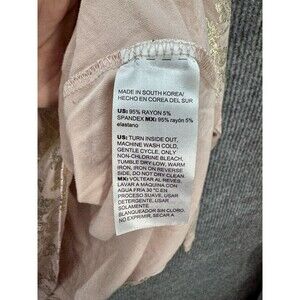 MADE IN SOUTH KOREA/
HECHO EN COREA DEL SUR
US: 95% RAYON 5%
SPANDEX MX: 95% rayón 5%
elastano
US: TURN INSIDE OUT,
MACHINE WASH COLD,
GENTLE CYCLE, ONLY
NON-CHLORINE BLEACH,
TUMBLE DRY LOW, WARM
IRON, IRON ON REVERSE
SIDE, DO NOT DRY CLEAN.
MX: VOLTEAR AL REVES,
LAVAR A MAQUINA CON
AGUA FRIA 30 °C EN
PROCESO SUAVE, USAR
DETERGENTE, USAR
SOLAMENTE
BLANQUEADOR SIN CLORO,
NO EXPRIMIR, SECAR A